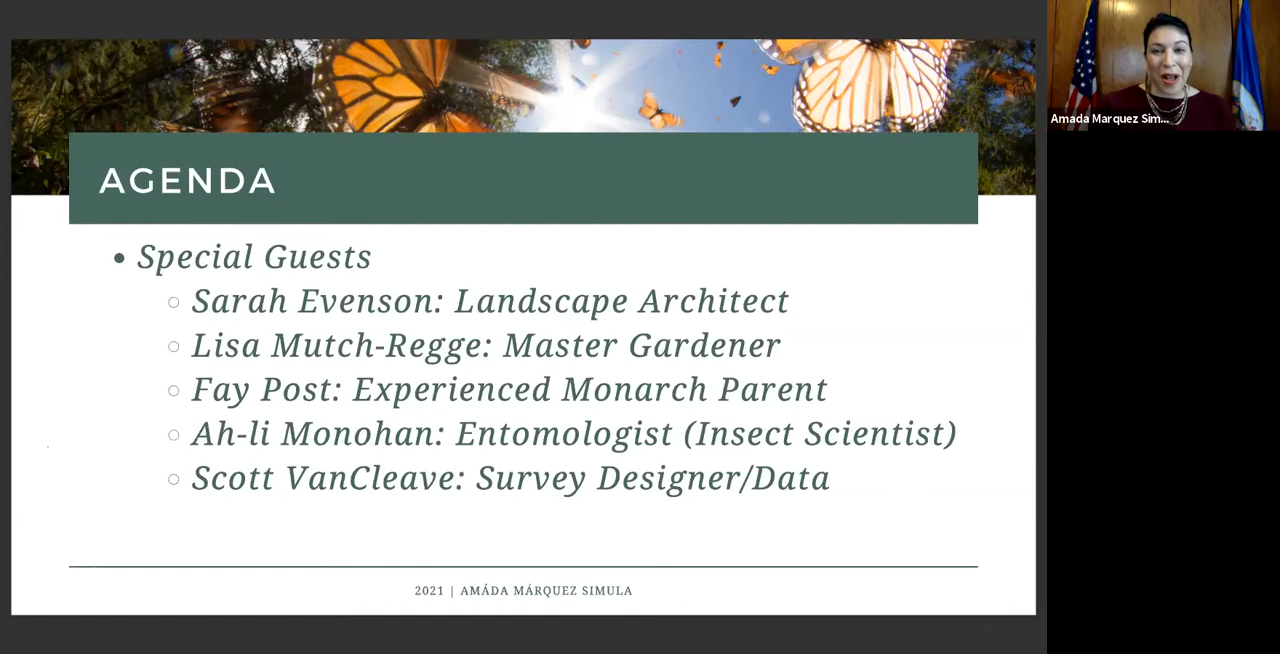 AGENDA
• Special Guests
○ Sarah Evenson: Landscape Architect
○ Lisa Mutch-Regge: Master Gardener
○ Fay Post: Experienced Monarch Parent
○ Ah-li Monohan: Entomologist (Insect Scientist)
○ Scott VanCleave: Survey Designer/Data
2021 | AMÁDA MÁRQUEZ SIMULA
Amada Marquez Sim...